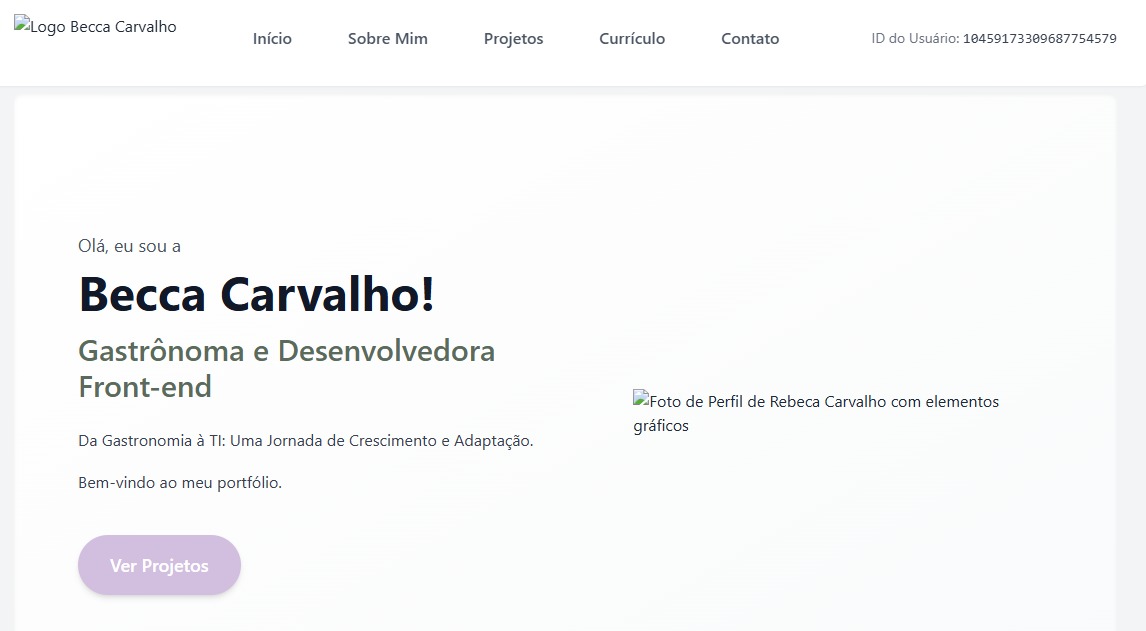 Logo Becca Carvalho
Início
Sobre Mim
Projetos
Currículo
Contato
ID do Usuário: 10459173309687754579
Olá, eu sou a
Becca Carvalho!
Gastrônoma e Desenvolvedora
Front-end
Da Gastronomia à TI: Uma Jornada de Crescimento e Adaptação.
Bem-vindo ao meu portfólio.
Ver Projetos
Foto de Perfil de Rebeca Carvalho com elementos
gráficos